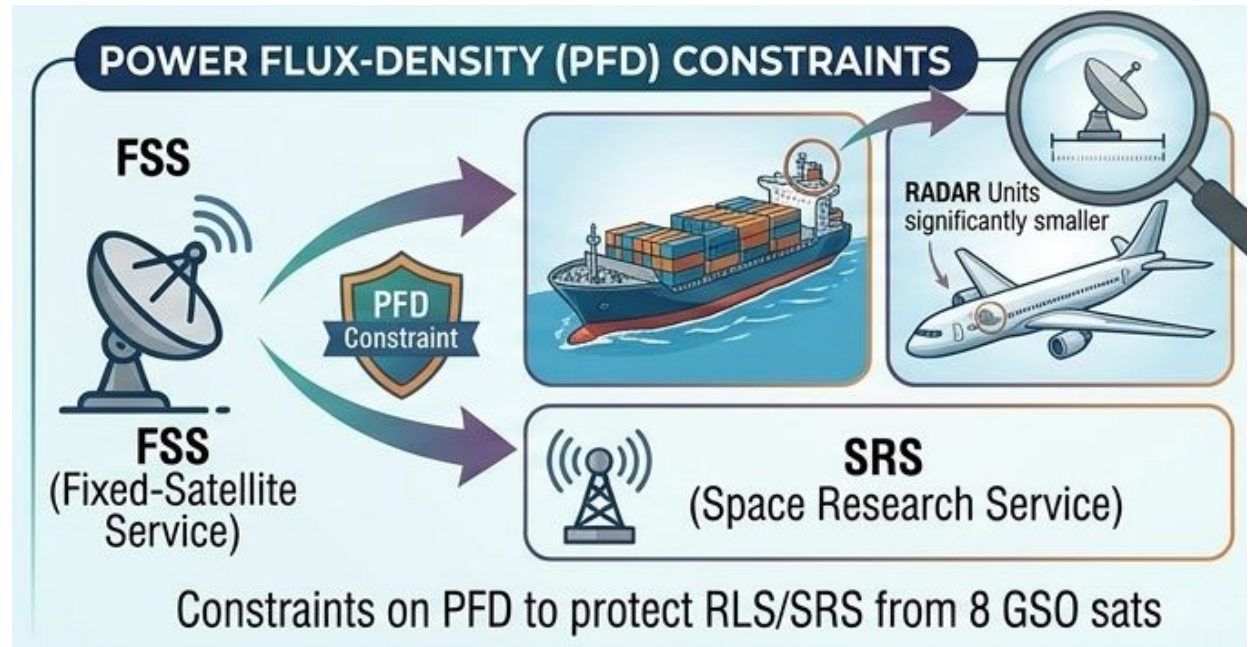 POWER FLUX-DENSITY (PFD) CONSTRAINTS
FSS
FSS
(Fixed-Satellite
Service)
PFD
Constraint
RADAR Units
significantly smaller
SRS
(Space Research Service)
Constraints on PFD to protect RLS/SRS from 8 GSO sats